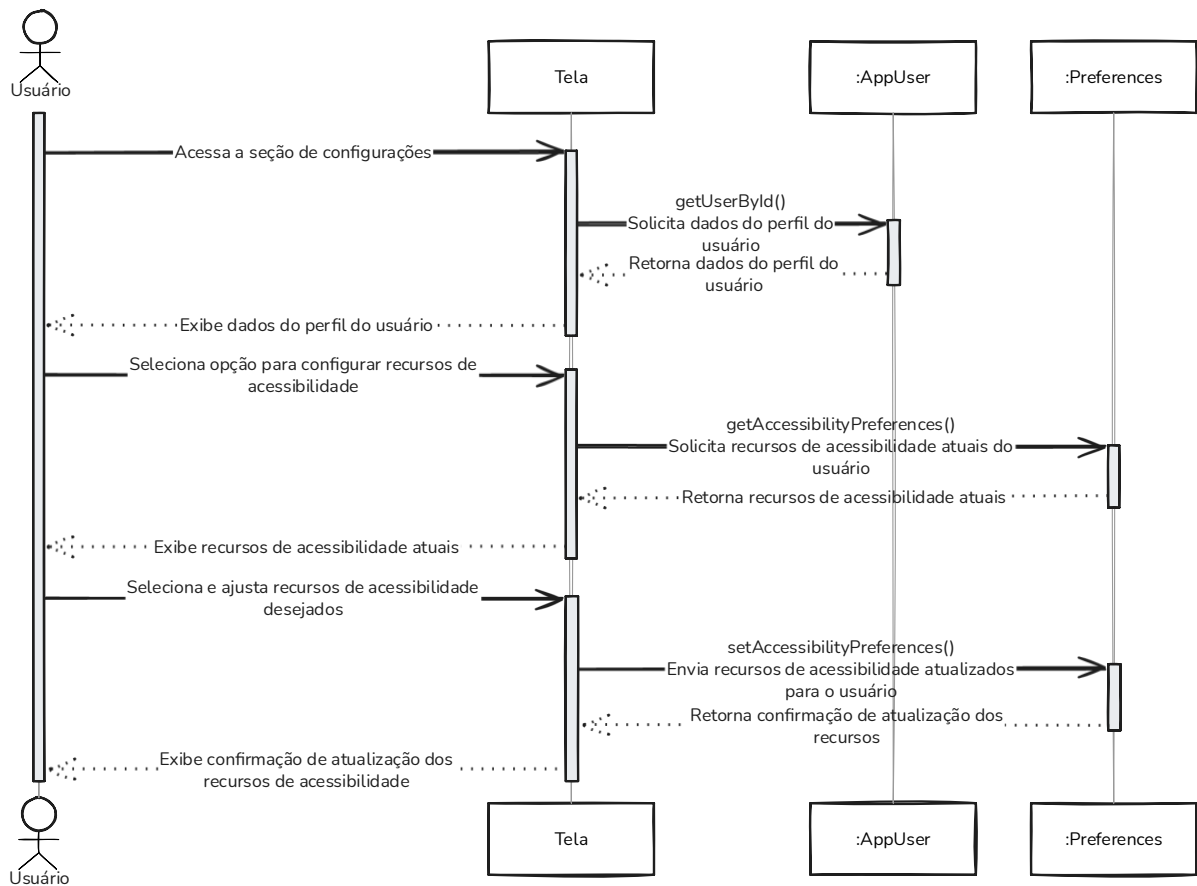 Usuário
Tela
:AppUser
:Preferences
Acessa a seção de configurações
getUserById()
Solicita dados do perfil do
usuário
Retorna dados do perfil do
usuário
Exibe dados do perfil do usuário
Seleciona opção para configurar recursos de
acessibilidade
getAccessibilityPreferences()
Solicita recursos de acessibilidade atuais do
usuário
Retorna recursos de acessibilidade atuais
Exibe recursos de acessibilidade atuais
Seleciona e ajusta recursos de acessibilidade
desejados
setAccessibilityPreferences()
Envia recursos de acessibilidade atualizados
para o usuário
Retorna confirmação de atualização dos
recursos
Exibe confirmação de atualização dos
recursos de acessibilidade
Usuário
Tela
:AppUser
:Preferences